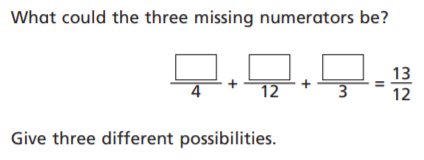 What could the three missing numerators be?
□/4 + □/12 + □/3 = 13/12
Give three different possibilities.